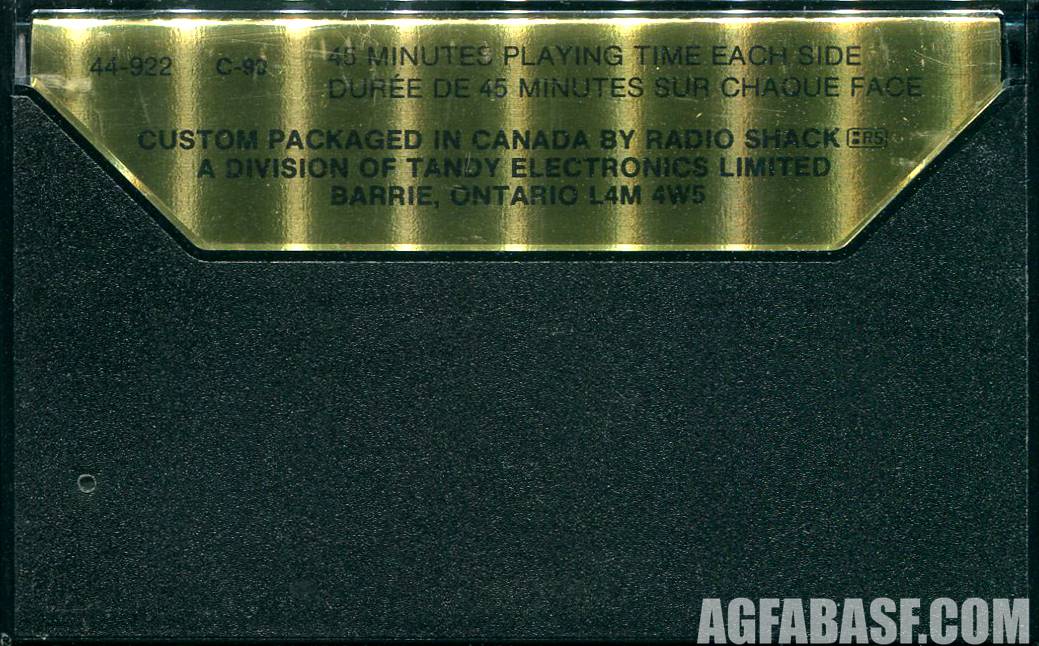 44-922 C-90 45 MINUTES PLAYING TIME EACH SIDE
DURÉE DE 45 MINUTES SUR CHAQUE FACE
CUSTOM PACKAGED IN CANADA BY RADIO SHACK RS
A DIVISION OF TANDY ELECTRONICS LIMITED
BARRIE, ONTARIO L4M 4W5
AGFABASF.COM